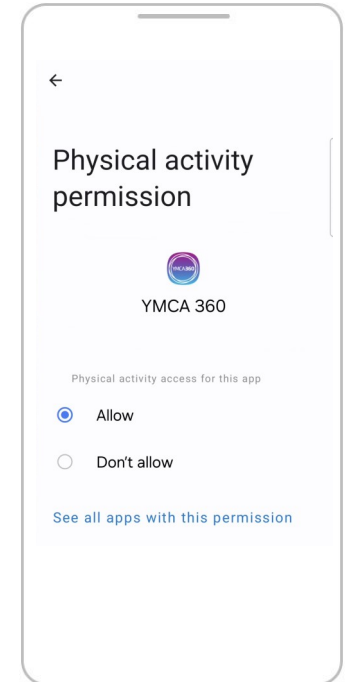 Physical activity
permission
YMCA360
YMCA 360
Physical activity access for this app
Allow
Don't allow
See all apps with this permission